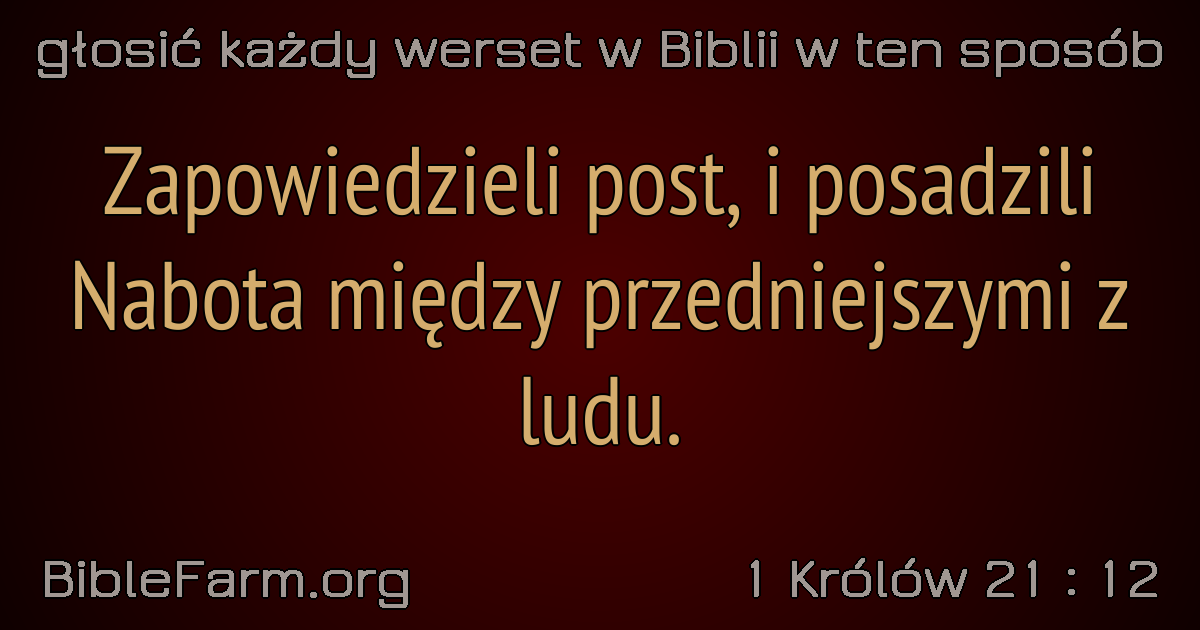 głosić każdy werset w Biblii w ten sposób
Zapowiedzieli post, i posadzili
Nabota między przedniejszymi z
ludu.
BibleFarm.org
1 Królów 21 : 12